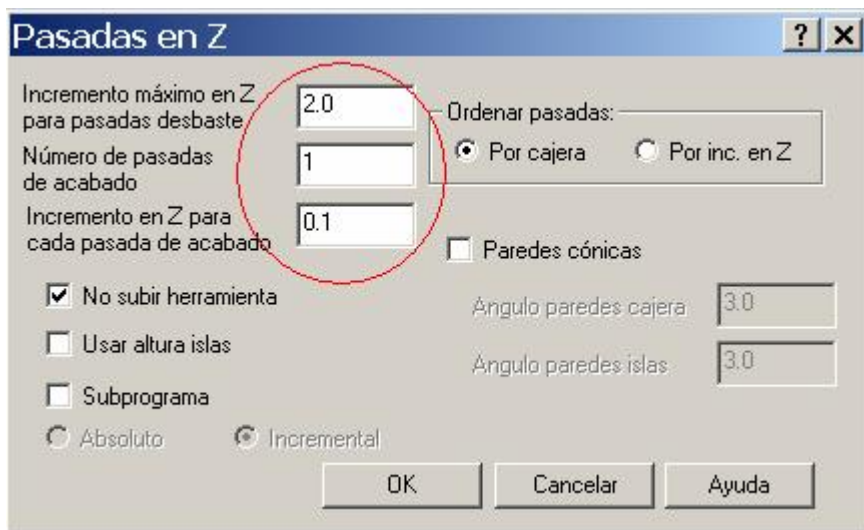 Pasadas en Z
Incremento máximo en Z
para pasadas desbaste
2.0
Número de pasadas
de acabado
1
Incremento en Z para
cada pasada de acabado
0.1
No subir herramienta
Usar altura islas
Subprograma
Absoluto
Incremental
Ordenar pasadas:
Por cajera
Por inc. en Z
Paredes cónicas
Angulo paredes cajera
3.0
Angulo paredes islas
3.0
OK
Cancelar
Ayuda